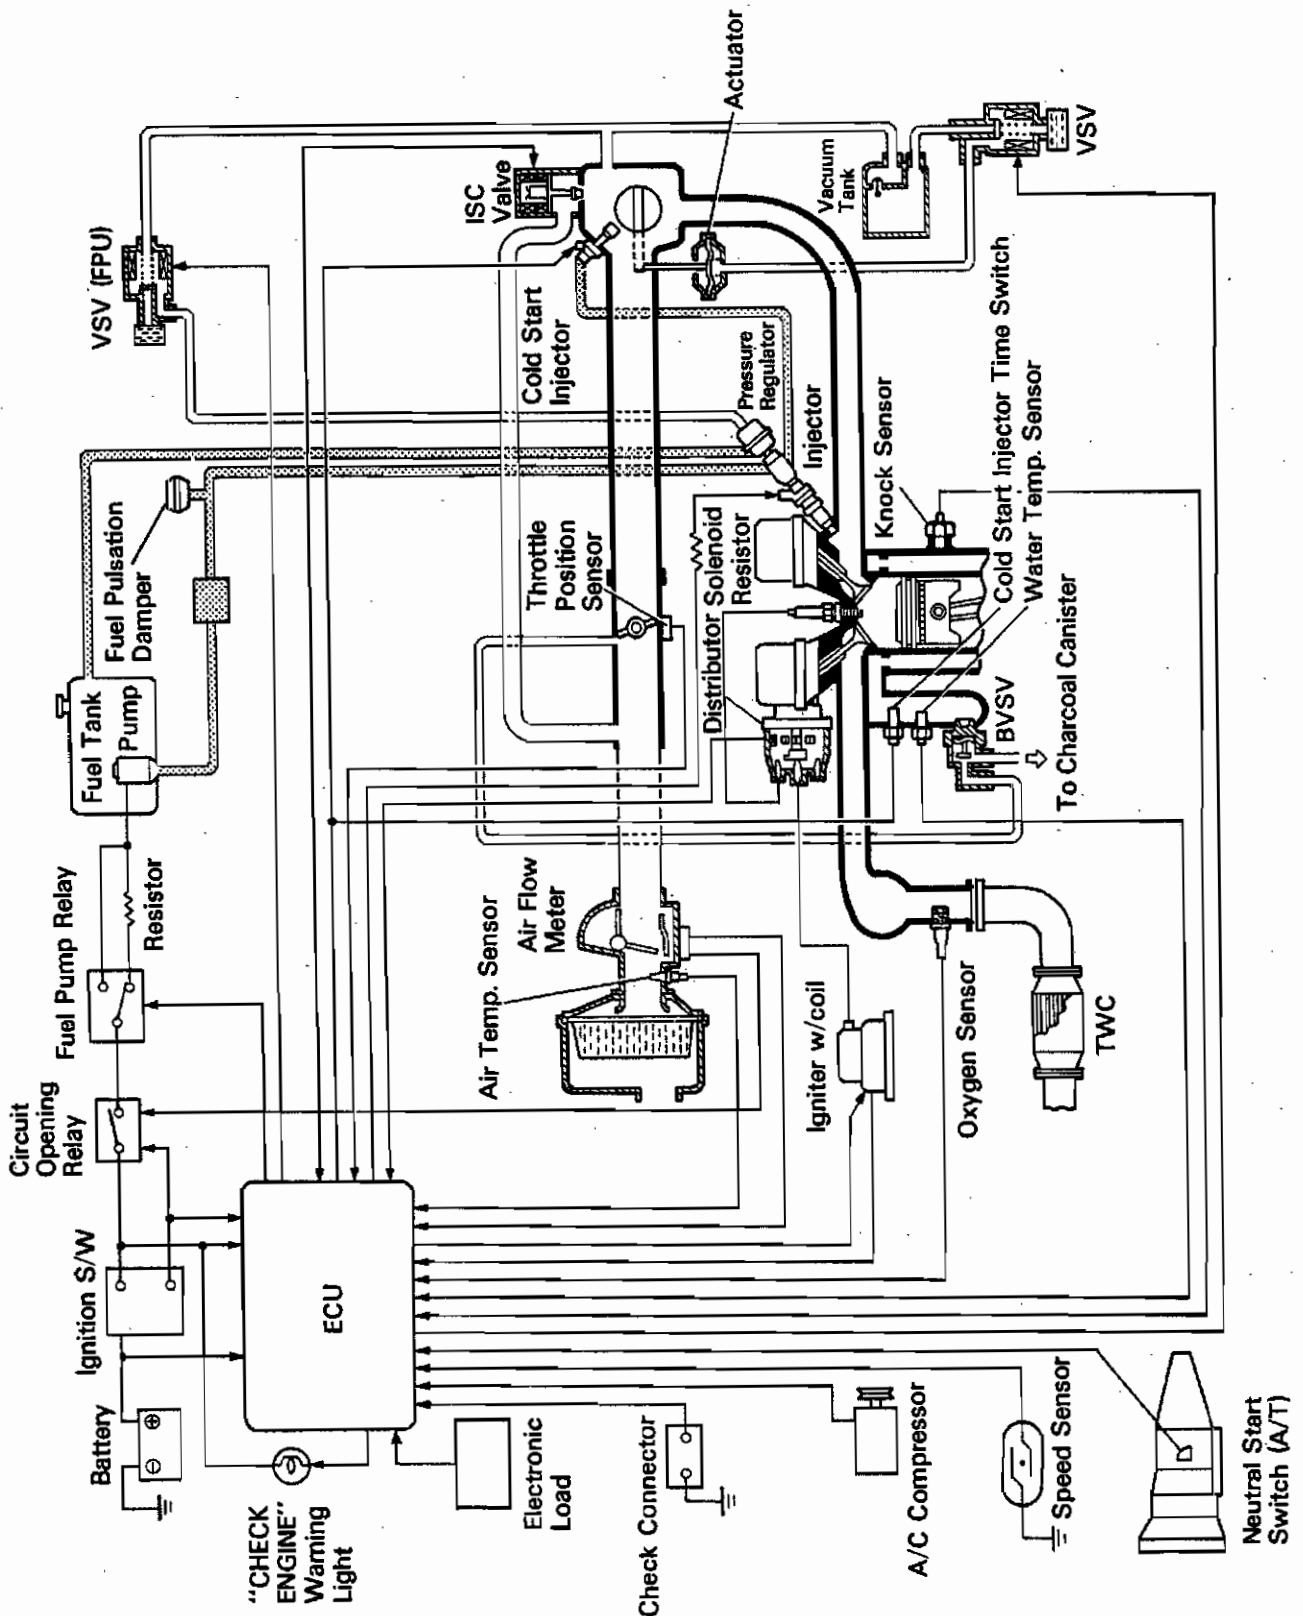 Circuit
Opening
Relay
Fuel Pump Relay
Resistor
Fuel Tank
Pump
Fuel Pulsation
Damper
VSV (FPU)
Ignition S/W
Battery
"CHECK
ENGINE"
Warning
Light
ECU
Electronic
Load
Check Connector
A/C Compressor
Speed Sensor
Neutral Start
Switch (A/T)
Air Temp. Sensor
Air Flow
Meter
Igniter w/coil
Oxygen Sensor
TWC
Throttle
Position
Sensor
Distributor
Solenoid
Resistor
Cold Start
Injector
ISC
Valve
Actuator
Vacuum
Tank
VSV
Pressure
Regulator
Injector
Knock Sensor
Cold Start Injector Time Switch
Water Temp. Sensor
BVSV
To Charcoal Canister